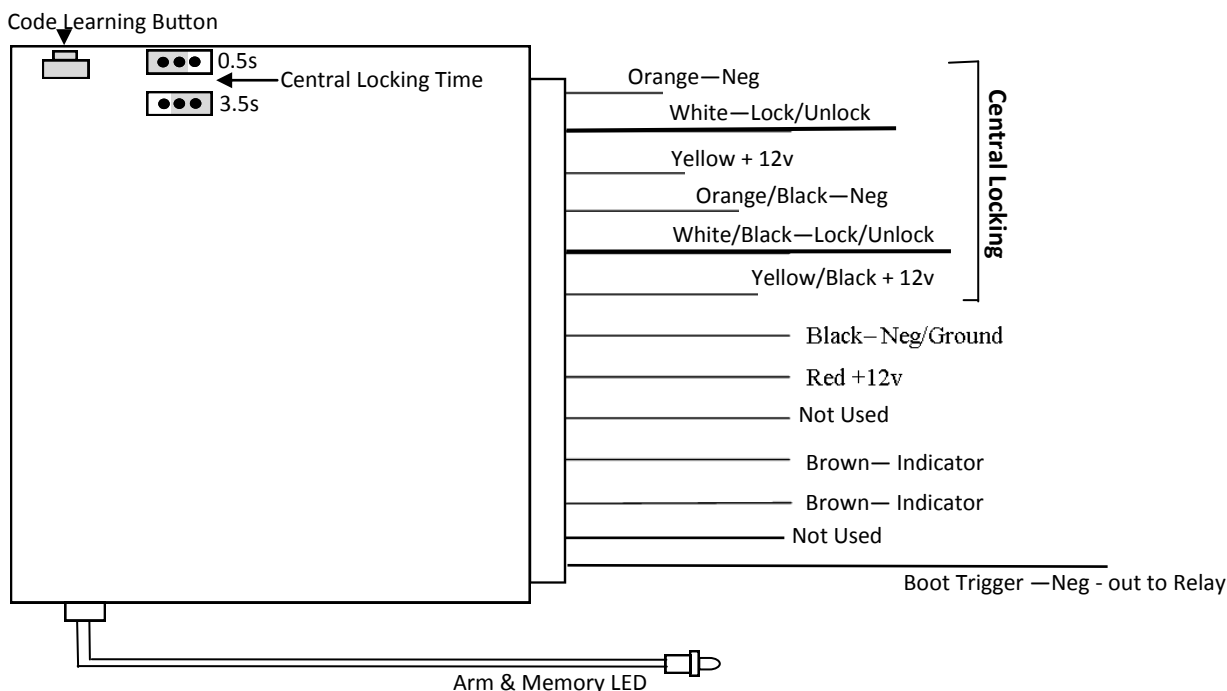 Code Learning Button
0.5s
Central Locking Time
3.5s
Orange—Neg
White—Lock/Unlock
Yellow + 12v
Orange/Black—Neg
White/Black—Lock/Unlock
Yellow/Black + 12v
Central Locking
Black– Neg/Ground
Red +12v
Not Used
Brown— Indicator
Brown— Indicator
Not Used
Boot Trigger —Neg - out to Relay
Arm & Memory LED